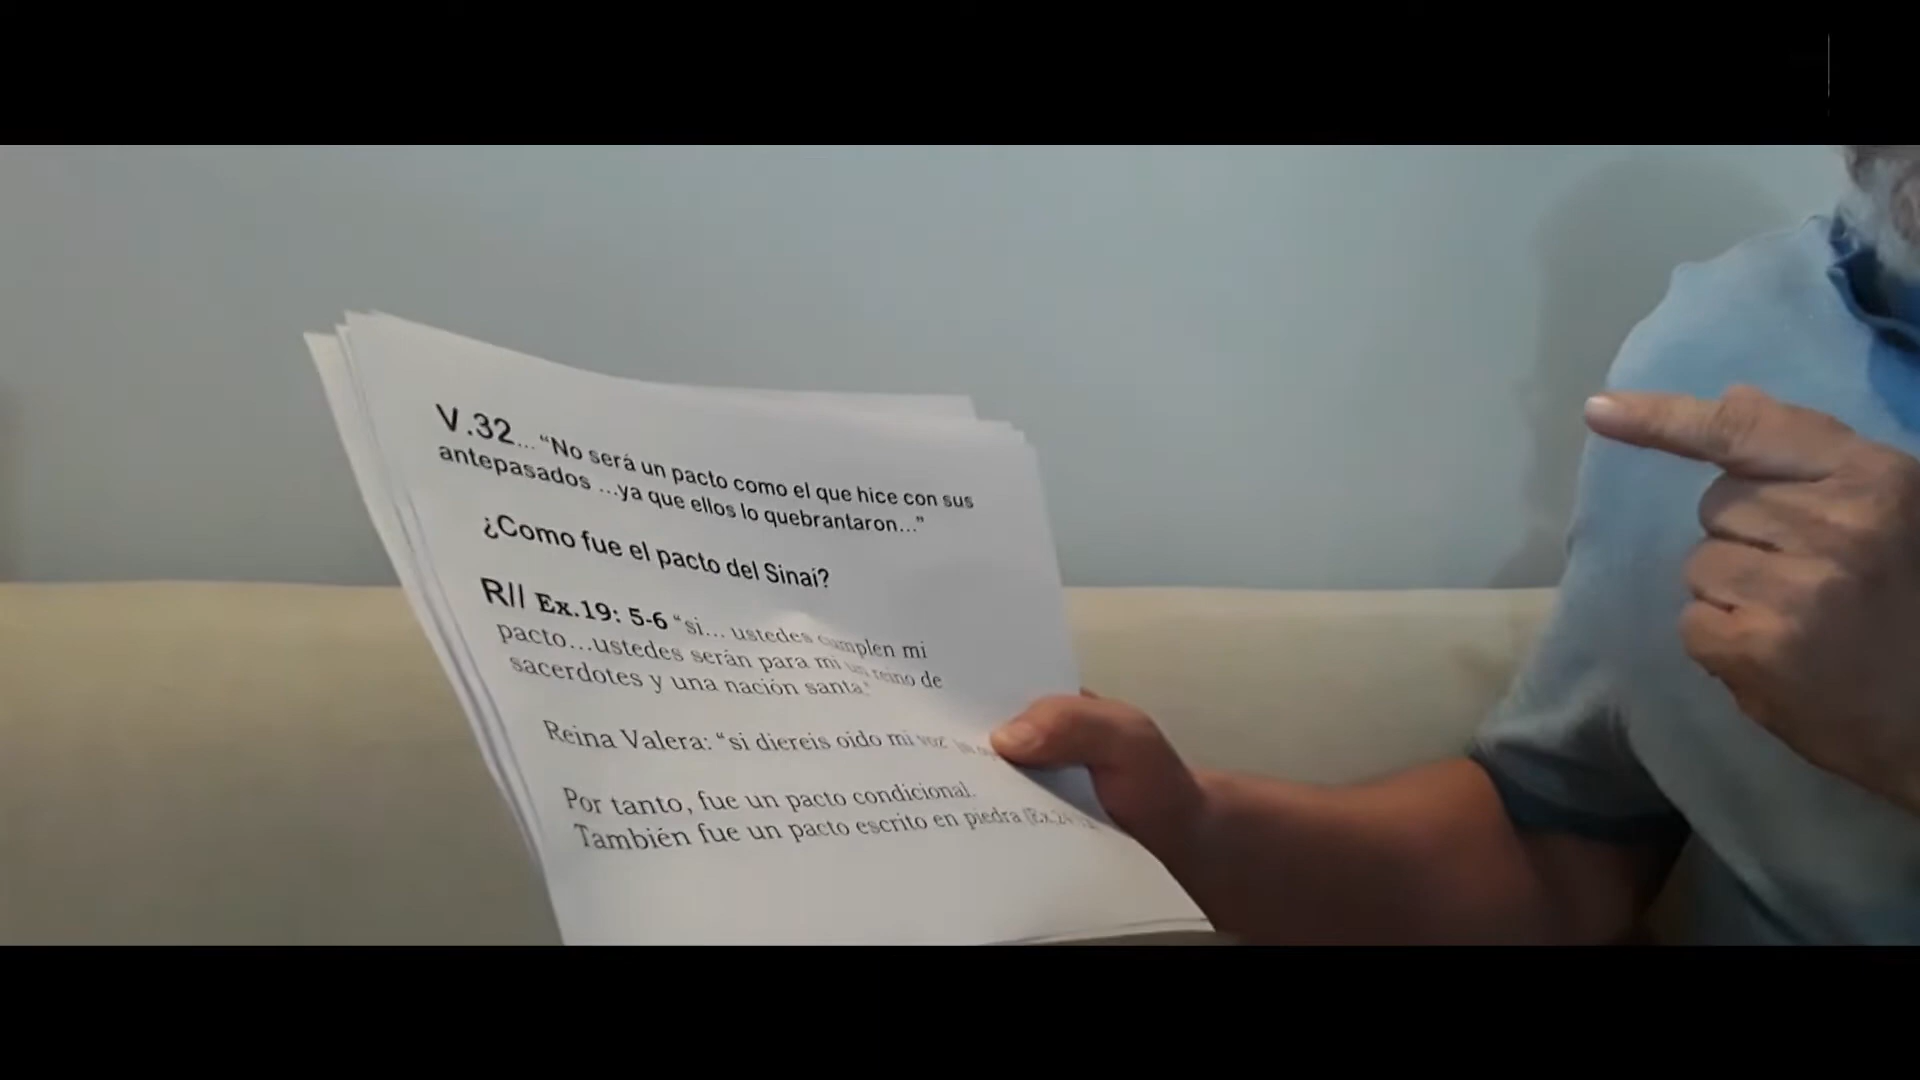 V.32... “No será un pacto como el que hice con sus
antepasados ...ya que ellos lo quebrantaron...”
¿Como fue el pacto del Sinai?
R// Ex.19: 5-6 “si... ustedes cumplen mi
pacto...ustedes serán para mi un reino de
sacerdotes y una nación santa.”
Reina Valera: “si diereis oido mi voz
Por tanto, fue un pacto condicional.
También fue un pacto escrito en piedra